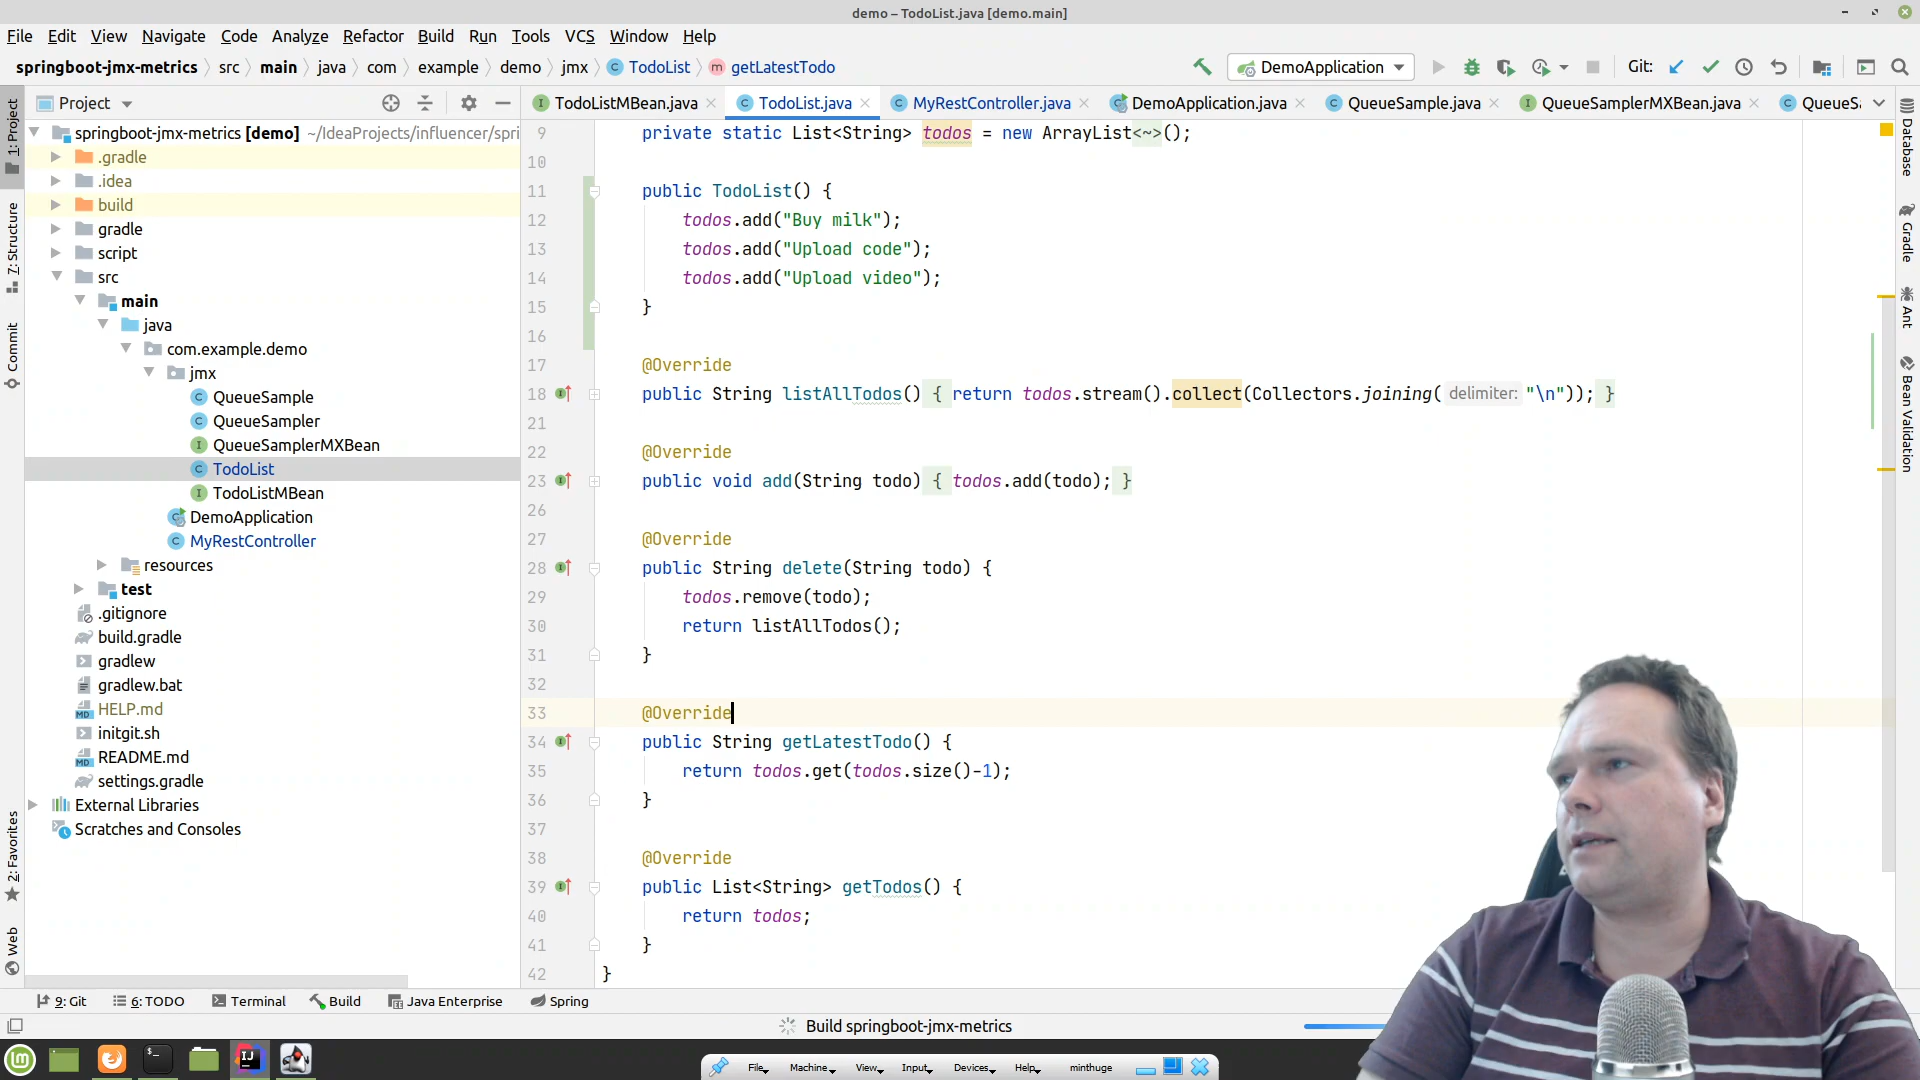 demo – TodoList.java [demo.main]
File Edit View Navigate Code Analyze Refactor Build Run Tools VCS Window Help
springboot-jmx-metrics src main java com example demo jmx TodoList getLatestTodo DemoApplication Git:
Project TodoListMBean.java TodoList.java MyRestController.java DemoApplication.java QueueSample.java QueueSamplerMXBean.java QueueS
springboot-jmx-metrics [demo] ~/IdeaProjects/influencer/spri
.gradle
.idea
build
gradle
script
src
main
java
com.example.demo
jmx
QueueSample
QueueSampler
QueueSamplerMXBean
TodoList
TodoListMBean
DemoApplication
MyRestController
resources
test
.gitignore
build.gradle
gradlew
gradlew.bat
HELP.md
initgit.sh
README.md
settings.gradle
External Libraries
Scratches and Consoles
1: Project
7: Structure
Commit
2: Favorites
Web
9 private static List<String> todos = new ArrayList<~>();
10
11 public TodoList() {
12 todos.add("Buy milk");
13 todos.add("Upload code");
14 todos.add("Upload video");
15 }
16
17 @Override
18 public String listAllTodos() { return todos.stream().collect(Collectors.joining( delimiter: "\n")); }
21
22 @Override
23 public void add(String todo) { todos.add(todo); }
26
27 @Override
28 public String delete(String todo) {
29 todos.remove(todo);
30 return listAllTodos();
31 }
32
33 @Override
34 public String getLatestTodo() {
35 return todos.get(todos.size()-1);
36 }
37
38 @Override
39 public List<String> getTodos() {
40 return todos;
41 }
42 }
Database
Gradle
Ant
Bean Validation
9: Git 6: TODO Terminal Build Java Enterprise Spring
Build springboot-jmx-metrics
File Machine View Input Devices Help minthuge